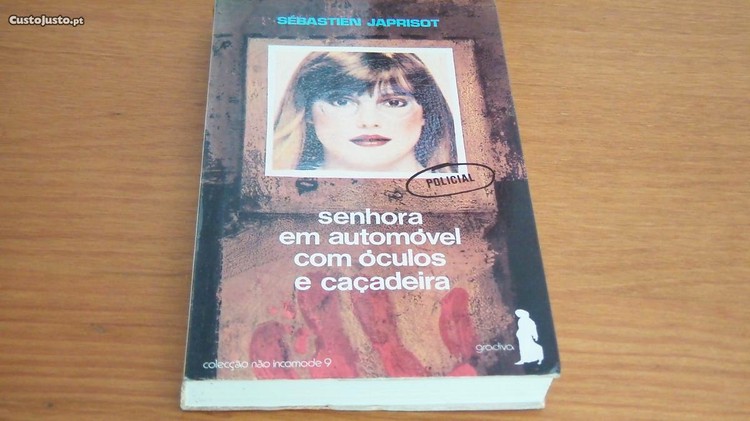 CustoJusto.pt
SÉBASTIEN JAPRISOT
POLICIAL
senhora
em automóvel
com óculos
e caçadeira
gradiva
colecção não incomode 9